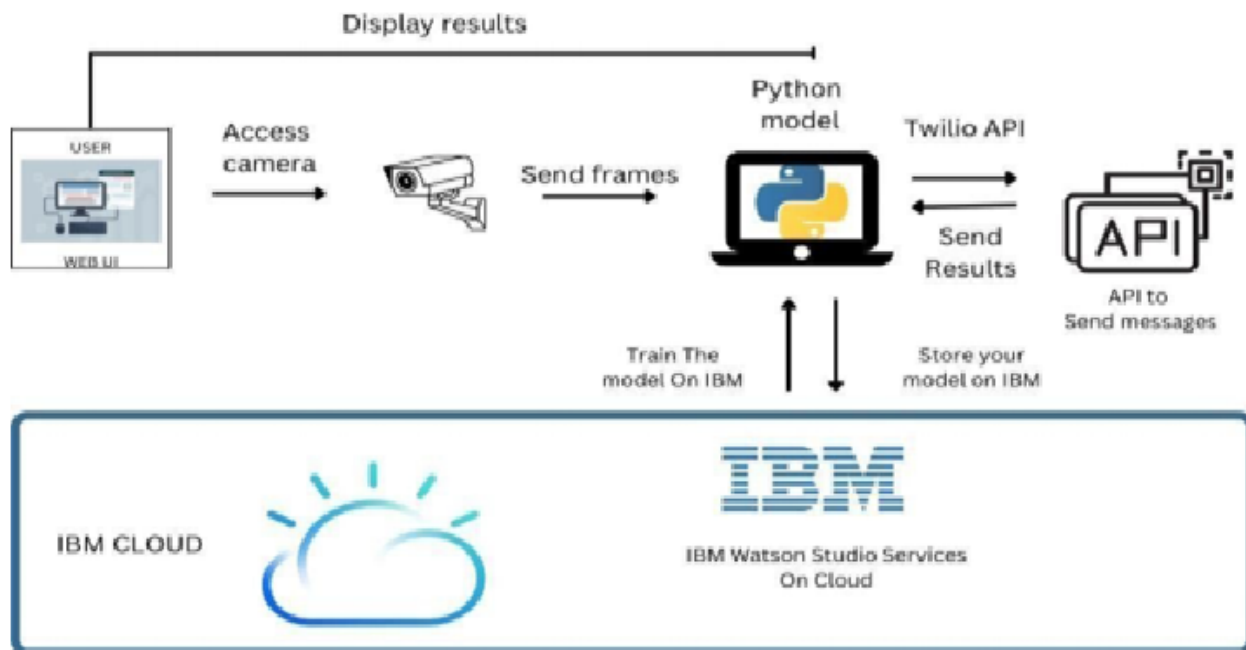 Display results
USER
WEB UI
Access
camera
Send frames
Python
model
Twilio API
Send
Results
API
API to
Send messages
Train The
model On IBM
Store your
model on IBM
IBM CLOUD
IBM
IBM Watson Studio Services
On Cloud